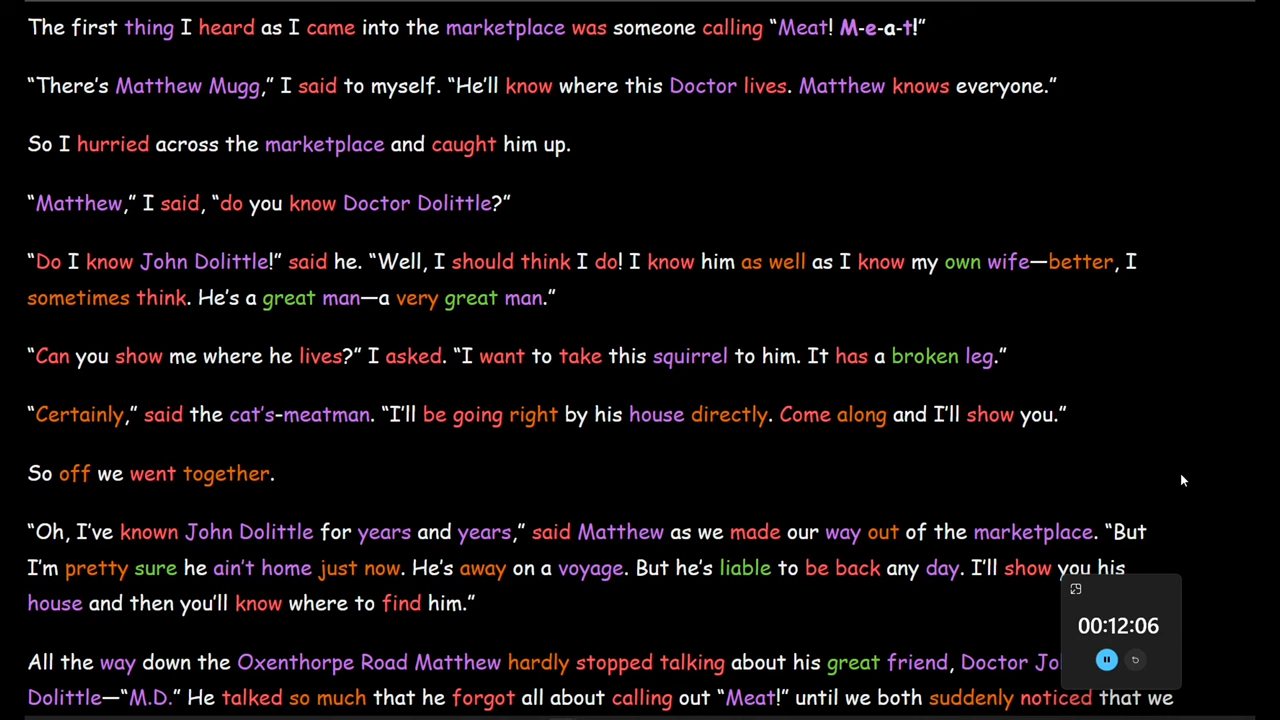 The first thing I heard as I came into the marketplace was someone calling “Meat! M-e-a-t!”
“There’s Matthew Mugg,” I said to myself. “He’ll know where this Doctor lives. Matthew knows everyone.”
So I hurried across the marketplace and caught him up.
“Matthew,” I said, “do you know Doctor Dolittle?”
“Do I know John Dolittle!” said he. “Well, I should think I do! I know him as well as I know my own wife—better, I
sometimes think. He’s a great man—a very great man.”
“Can you show me where he lives?” I asked. “I want to take this squirrel to him. It has a broken leg.”
“Certainly,” said the cat’s-meatman. “I’ll be going right by his house directly. Come along and I’ll show you.”
So off we went together.
“Oh, I’ve known John Dolittle for years and years,” said Matthew as we made our way out of the marketplace. “But
I’m pretty sure he ain’t home just now. He’s away on a voyage. But he’s liable to be back any day. I’ll show you his
house and then you’ll know where to find him.”
00:12:06
All the way down the Oxenthorpe Road Matthew hardly stopped talking about his great friend, Doctor
Dolittle—“M.D.” He talked so much that he forgot all about calling out “Meat!” until we both suddenly noticed that we